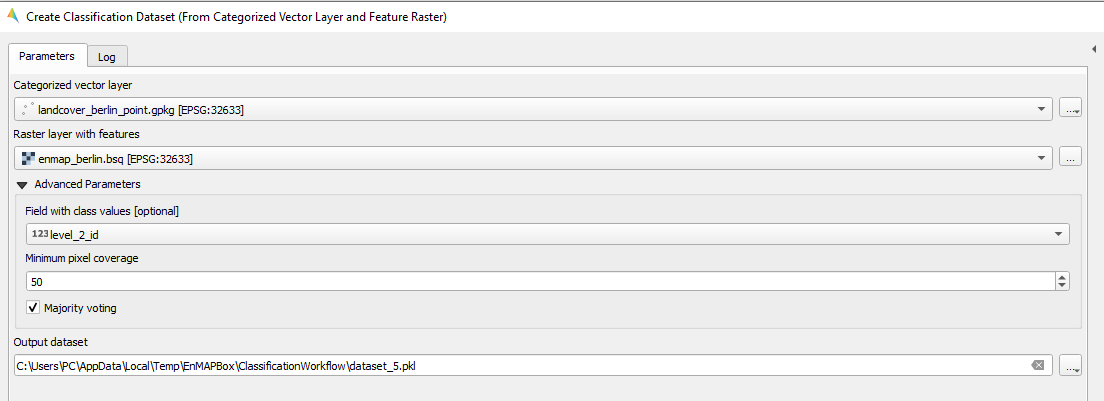 Create Classification Dataset (From Categorized Vector Layer and Feature Raster)
Parameters
Log
Categorized vector layer
landcover_berlin_point.gpkg [EPSG:32633]
...
Raster layer with features
enmap_berlin.bsq [EPSG:32633]
...
Advanced Parameters
Field with class values [optional]
123 level_2_id
Minimum pixel coverage
50
Majority voting
Output dataset
C:\Users\PC\AppData\Local\Temp\EnMAPBox\ClassificationWorkflow\dataset_5.pkl
...